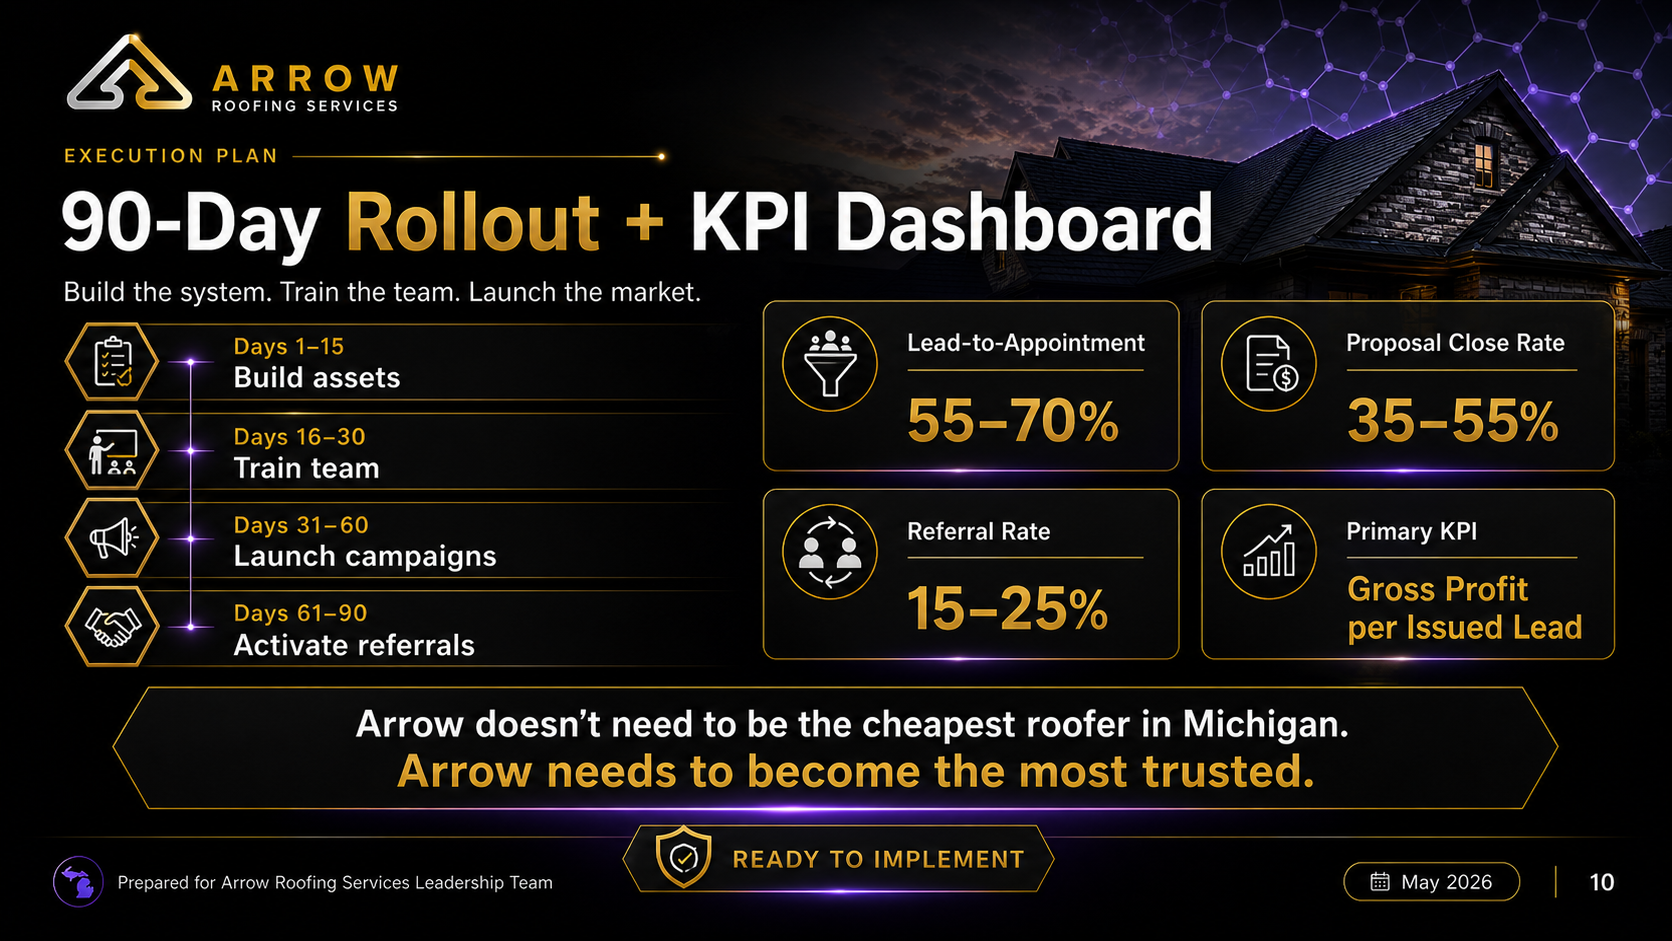 ARROW
ROOFING SERVICES
EXECUTION PLAN
90-Day Rollout + KPI Dashboard
Build the system. Train the team. Launch the market.
Days 1–15
Build assets
Days 16–30
Train team
Days 31–60
Launch campaigns
Days 61–90
Activate referrals
Lead-to-Appointment
55–70%
Proposal Close Rate
$
35–55%
Referral Rate
15–25%
Primary KPI
Gross Profit
per Issued Lead
Arrow doesn’t need to be the cheapest roofer in Michigan.
Arrow needs to become the most trusted.
READY TO IMPLEMENT
Prepared for Arrow Roofing Services Leadership Team
May 2026
10